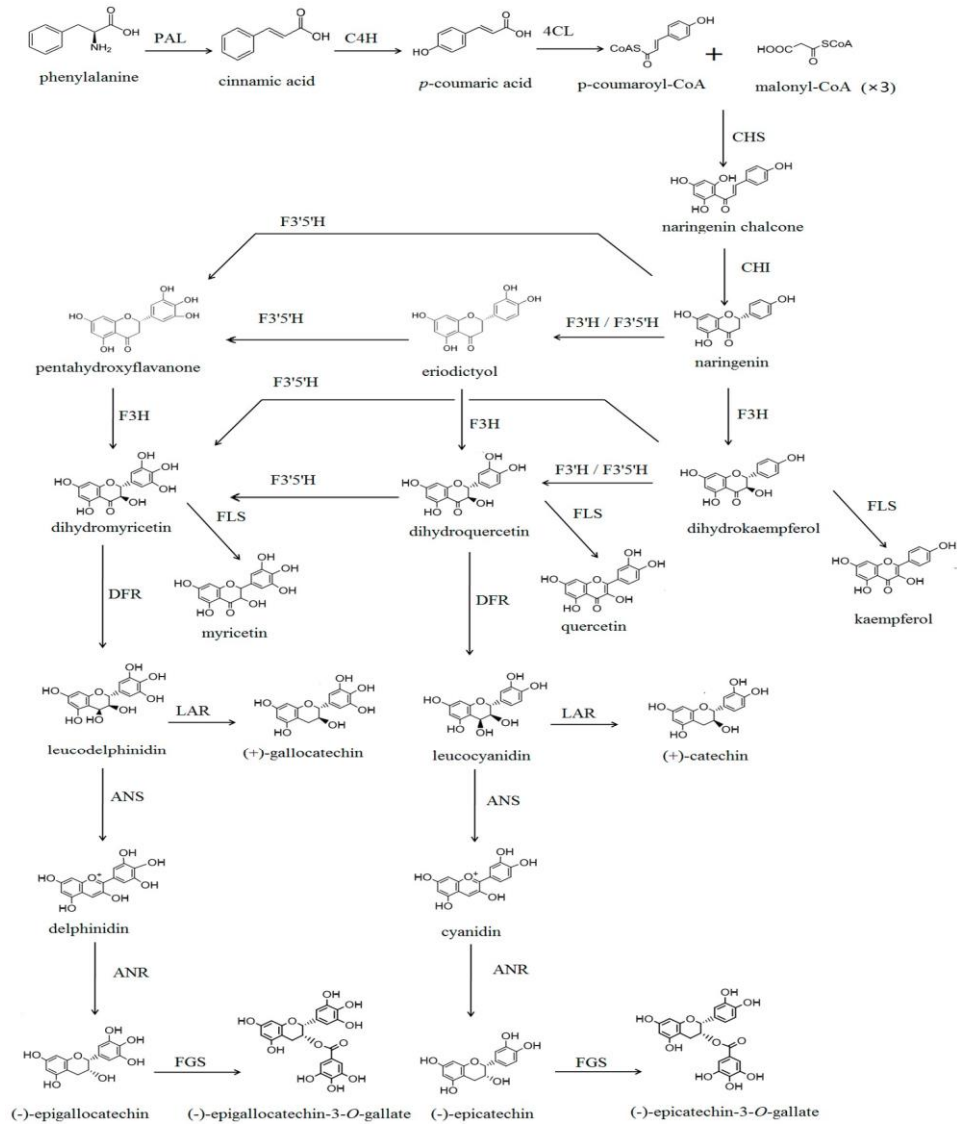 PAL
C4H
4CL
phenylalanine
cinnamic acid
p-coumaric acid
p-coumaroyl-CoA
+
malonyl-CoA (×3)
CHS
naringenin chalcone
F3'5'H
CHI
F3'5'H
F3'H / F3'5'H
pentahydroxyflavanone
eriodictyol
naringenin
F3'5'H
F3H
F3H
F3H
F3'5'H
F3'H / F3'5'H
dihydromyricetin
FLS
dihydroquercetin
FLS
dihydrokaempferol
FLS
DFR
myricetin
DFR
quercetin
kaempferol
LAR
LAR
leucodelphinidin
(+)-gallocatechin
leucocyanidin
(+)-catechin
ANS
ANS
delphinidin
cyanidin
ANR
ANR
FGS
FGS
(-)-epigallocatechin
(-)-epigallocatechin-3-O-gallate
(-)-epicatechin
(-)-epicatechin-3-O-gallate